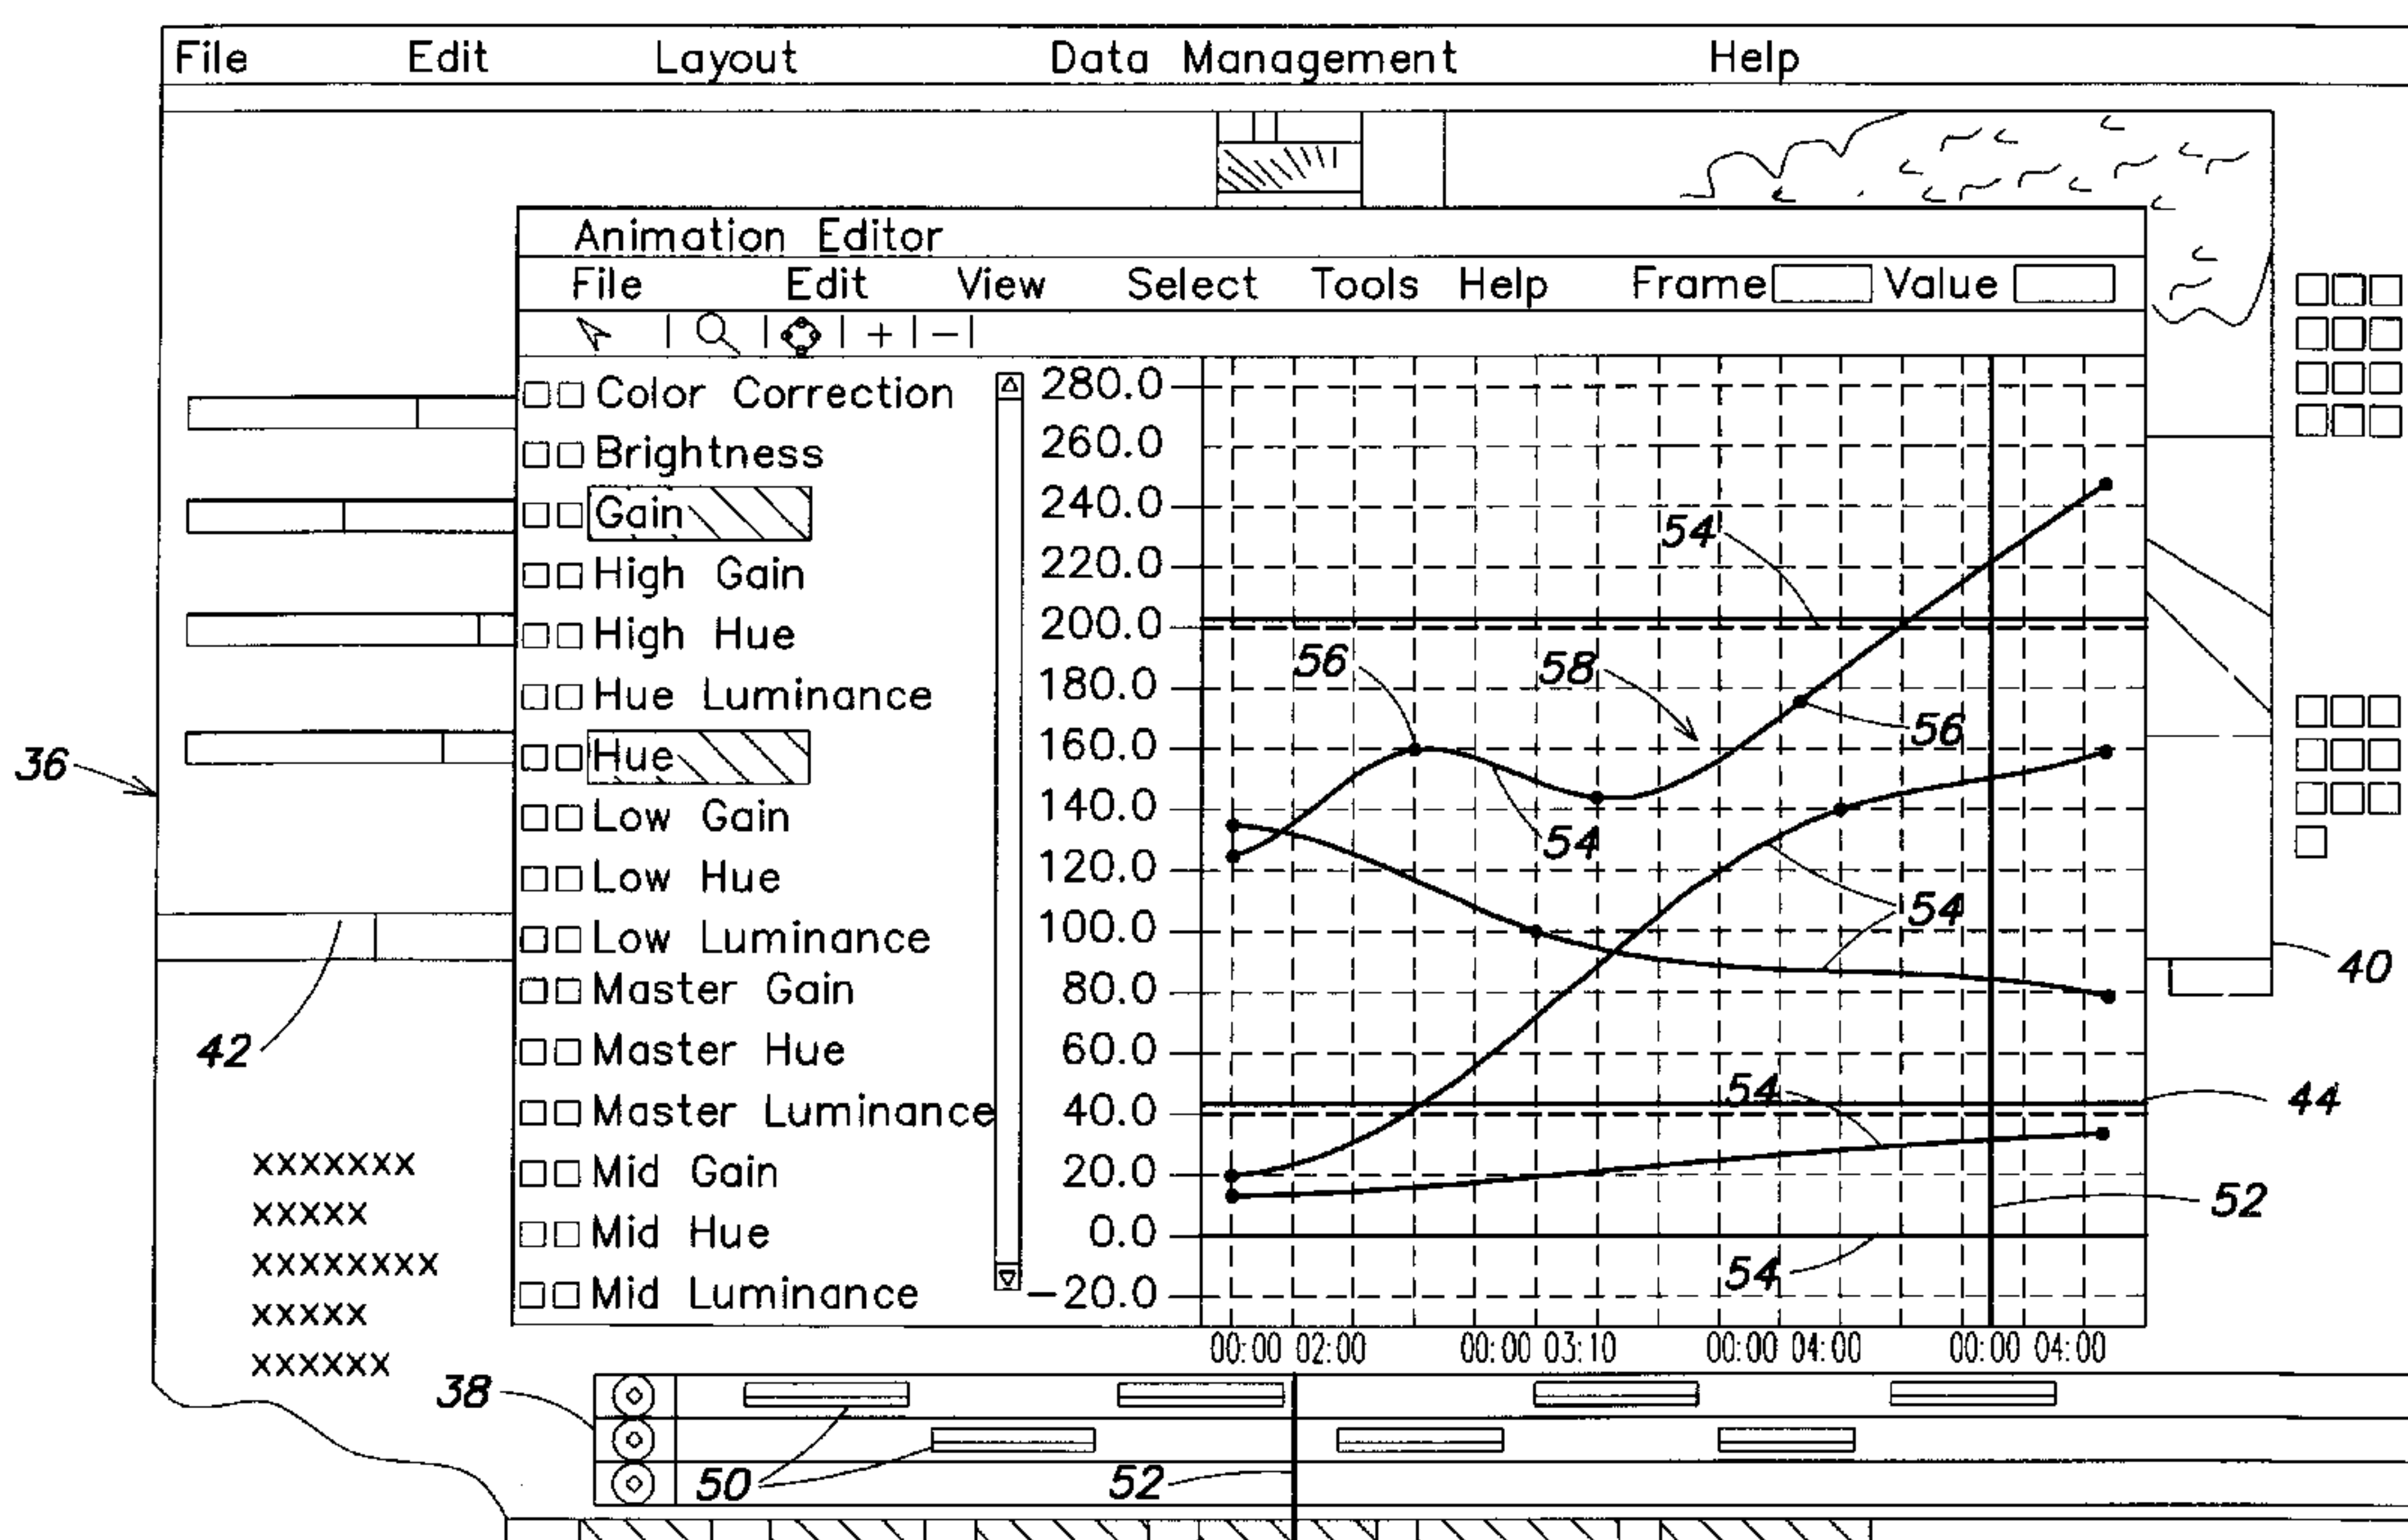 File Edit Layout Data Management Help
Animation Editor
File Edit View Select Tools Help Frame Value
+ −
Color Correction
Brightness
Gain
High Gain
High Hue
Hue Luminance
Hue
Low Gain
Low Hue
Low Luminance
Master Gain
Master Hue
Master Luminance
Mid Gain
Mid Hue
Mid Luminance
280.0
260.0
240.0
220.0
200.0
180.0
160.0
140.0
120.0
100.0
80.0
60.0
40.0
20.0
0.0
−20.0
54
56
58
56
54
54
54
54
00:00 02:00 00:00 03:10 00:00 04:00 00:00 04:00
36
42
40
44
52
xxxxxxx
xxxxx
xxxxxxxx
xxxxx
xxxxxx
38
50
52